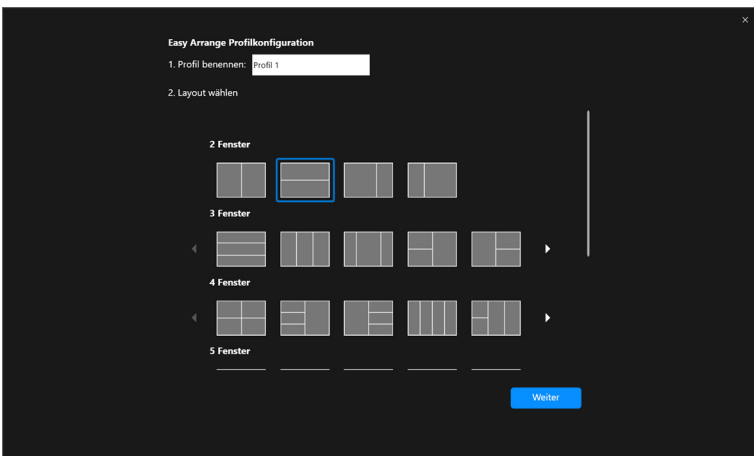 Easy Arrange Profilkonfiguration
1. Profil benennen: Profil 1
2. Layout wählen
2 Fenster
3 Fenster
4 Fenster
5 Fenster
Weiter